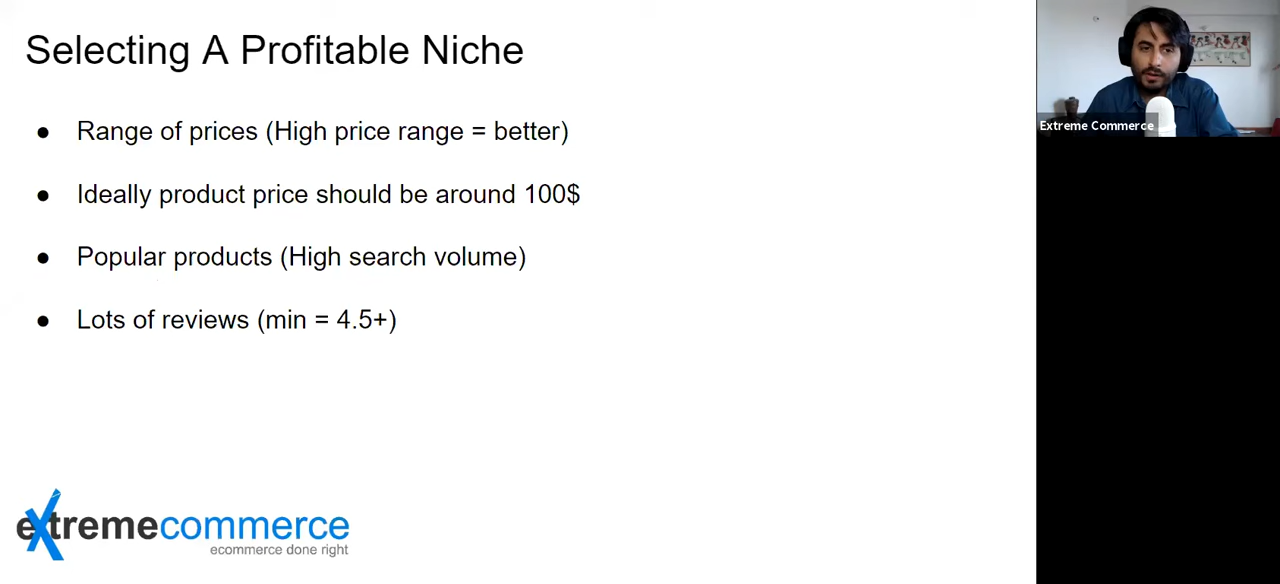 Selecting A Profitable Niche
● Range of prices (High price range = better)
● Ideally product price should be around 100$
● Popular products (High search volume)
● Lots of reviews (min = 4.5+)
extremecommerce
ecommerce done right
Extreme Commerce